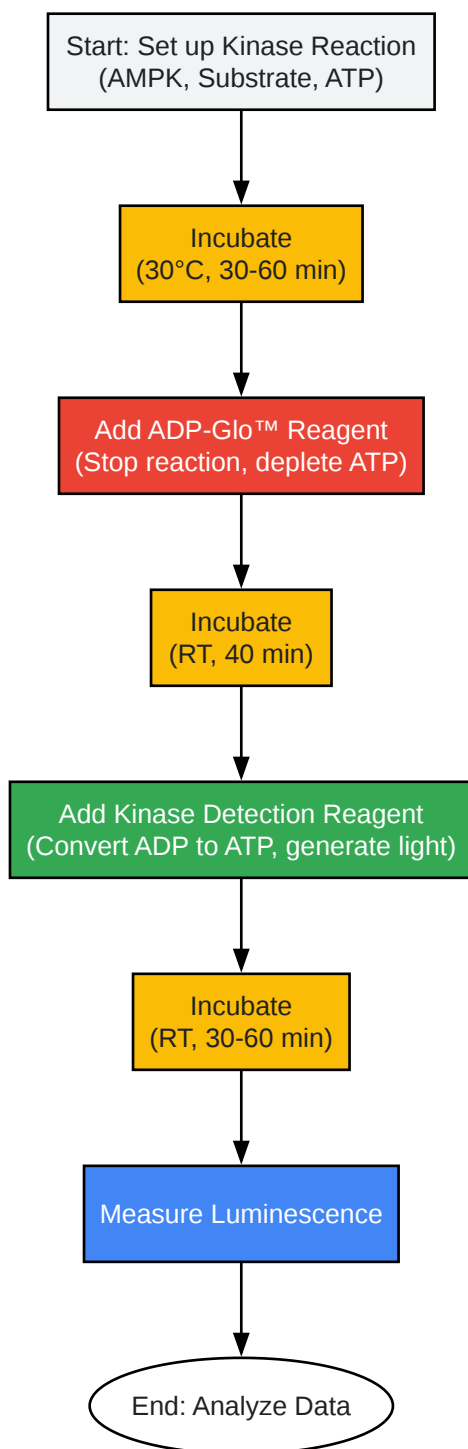 Start: Set up Kinase Reaction
(AMPK, Substrate, ATP)
Incubate
(30°C, 30-60 min)
Add ADP-Glo™ Reagent
(Stop reaction, deplete ATP)
Incubate
(RT, 40 min)
Add Kinase Detection Reagent
(Convert ADP to ATP, generate light)
Incubate
(RT, 30-60 min)
Measure Luminescence
End: Analyze Data